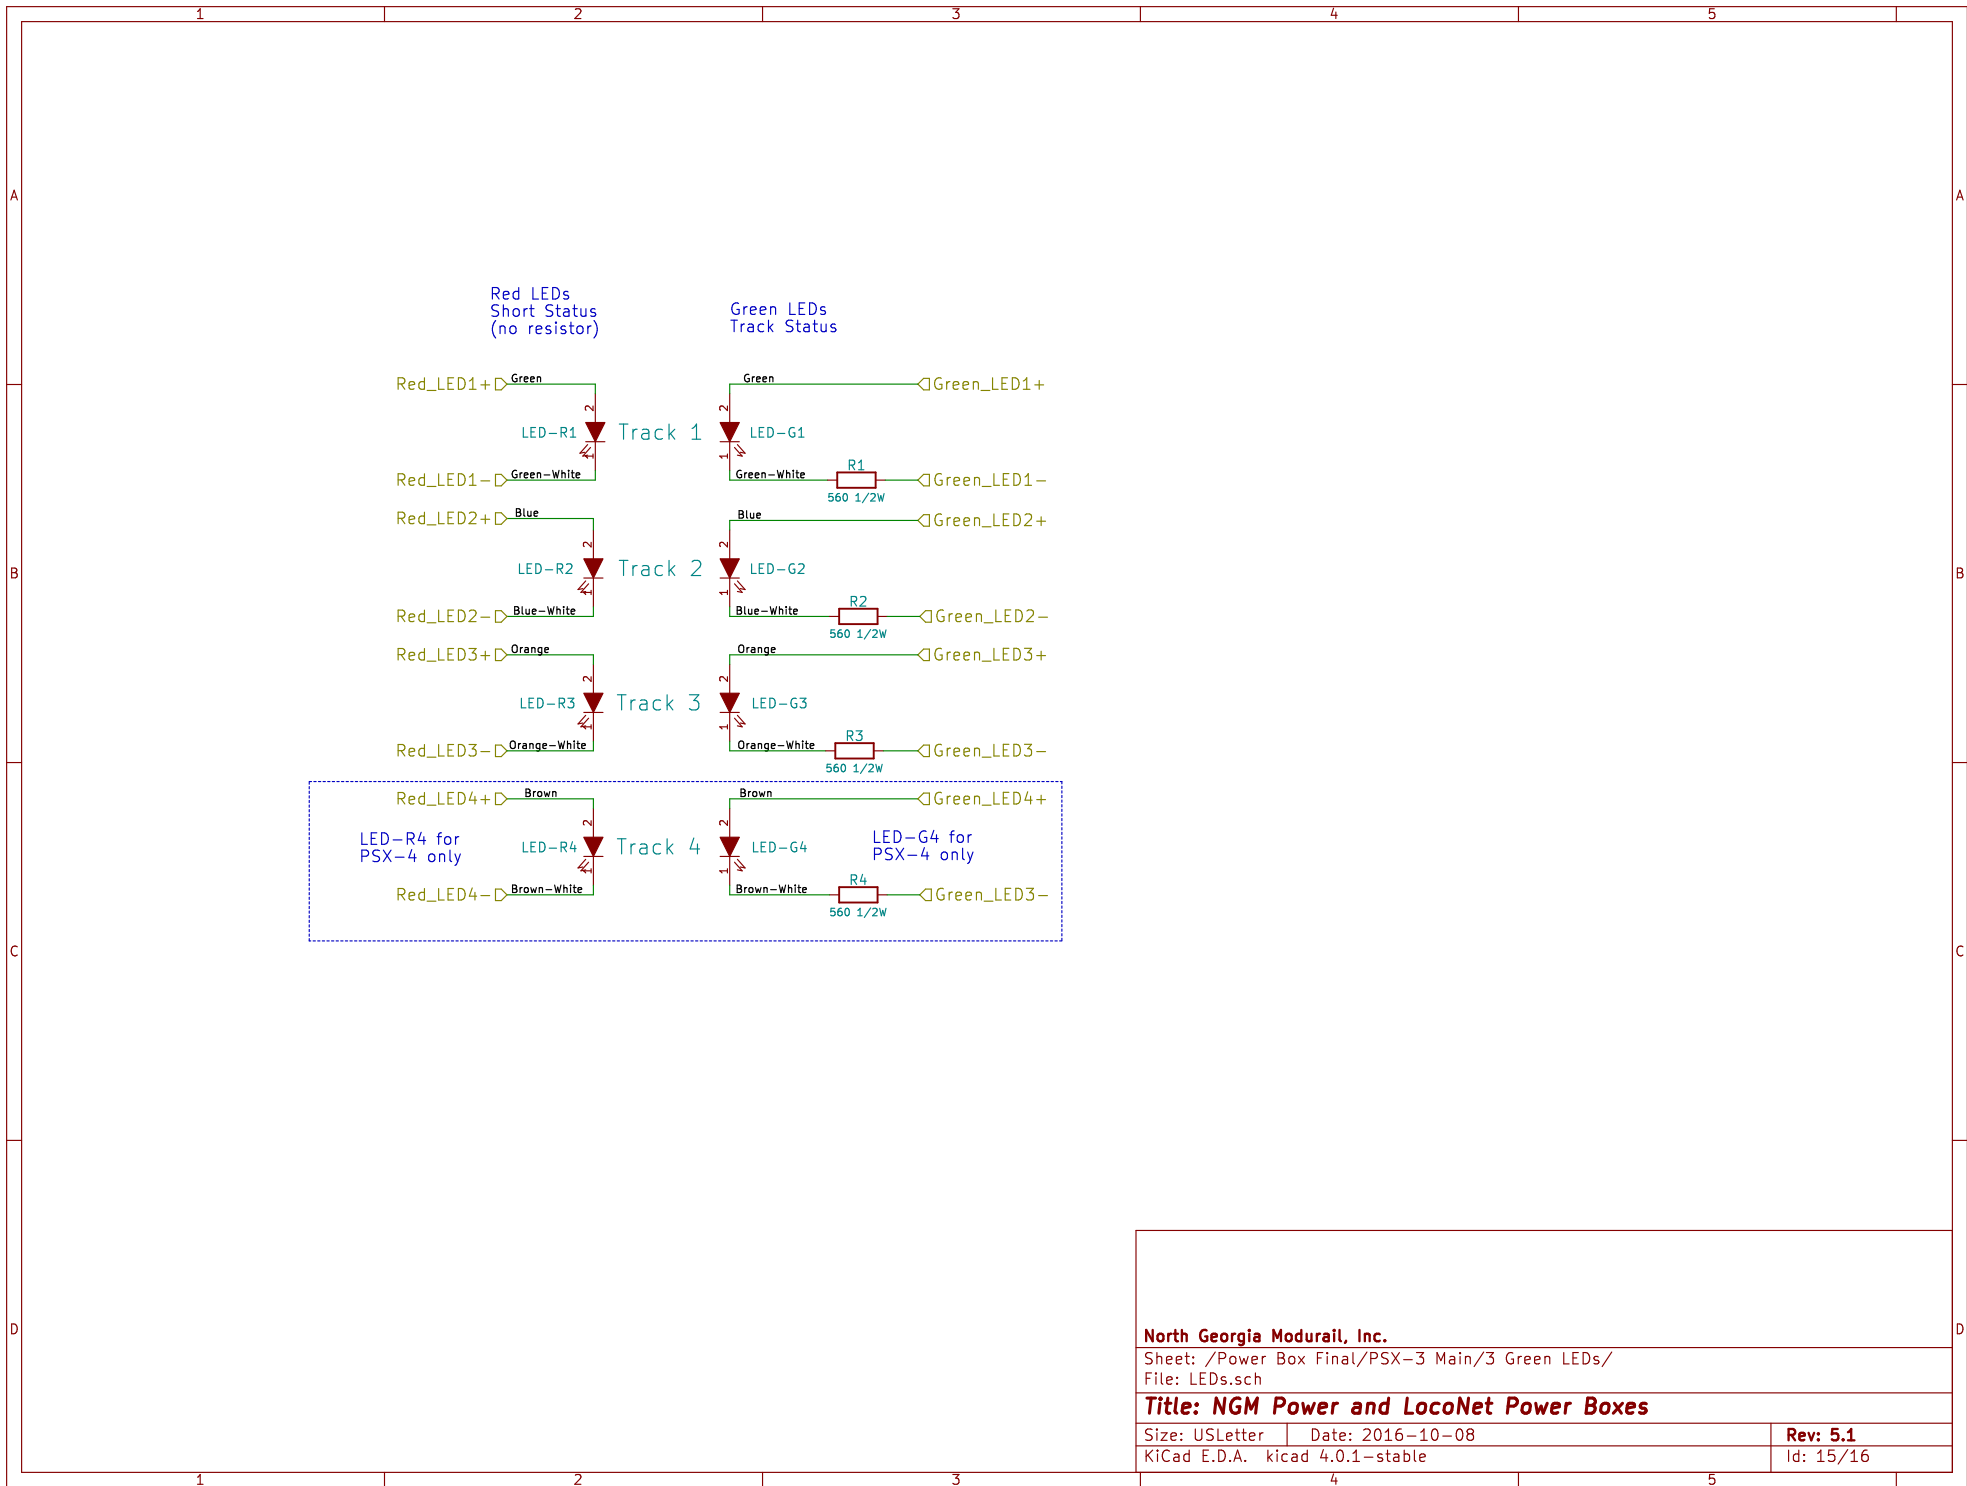 1 2 3 4 5
A A
Red LEDs
Short Status
(no resistor)
Green LEDs
Track Status
Red_LED1+ Green Green Green_LED1+
2 2
LED-R1 Track 1 LED-G1
1 1
Red_LED1- Green-White Green-White R1 Green_LED1-
560 1/2W
Red_LED2+ Blue Blue Green_LED2+
2 2
LED-R2 Track 2 LED-G2
B B
1 1
Red_LED2- Blue-White Blue-White R2 Green_LED2-
560 1/2W
Red_LED3+ Orange Orange Green_LED3+
2 2
LED-R3 Track 3 LED-G3
1 1
Red_LED3- Orange-White Orange-White R3 Green_LED3-
560 1/2W
Red_LED4+ Brown Brown Green_LED4+
2 2
LED-R4 for
PSX-4 only
LED-R4 Track 4 LED-G4
LED-G4 for
PSX-4 only
1 1
Red_LED4- Brown-White Brown-White R4 Green_LED3-
560 1/2W
C C
D D
North Georgia Modurail, Inc.
Sheet: /Power Box Final/PSX-3 Main/3 Green LEDs/
File: LEDs.sch
Title: NGM Power and LocoNet Power Boxes
Size: USLetter Date: 2016-10-08 Rev: 5.1
KiCad E.D.A. kicad 4.0.1-stable Id: 15/16
1 2 3 4 5